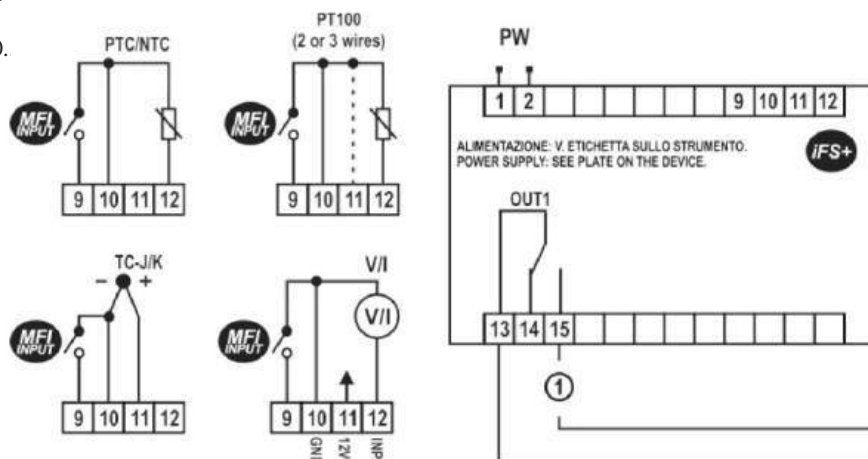 ).
PTC/NTC
MFI
INPUT
9 10 11 12
PT100
(2 or 3 wires)
MFI
INPUT
9 10 11 12
TC-J/K
- +
MFI
INPUT
9 10 11 12
V/I
V/I
MFI
INPUT
9 10 11 12
12V
PW
1 2 9 10 11 12
ALIMENTAZIONE: V. ETICHETTA SULLO STRUMENTO.
POWER SUPPLY: SEE PLATE ON THE DEVICE.
iFS+
OUT1
13 14 15
1